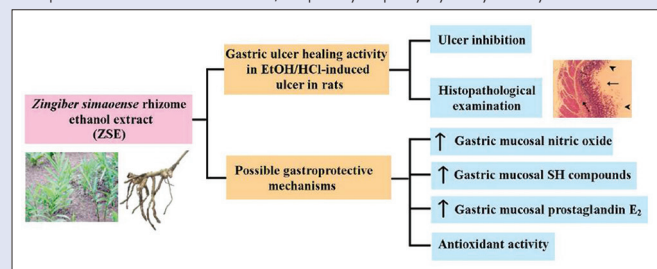 Zingiber simaoense rhizome
ethanol extract
(ZSE)
Gastric ulcer healing activity
in EtOH/HCl-induced
ulcer in rats
Ulcer inhibition
Histopathological
examination
Possible gastroprotective
mechanisms
↑ Gastric mucosal nitric oxide
↑ Gastric mucosal SH compounds
↑ Gastric mucosal prostaglandin E₂
Antioxidant activity